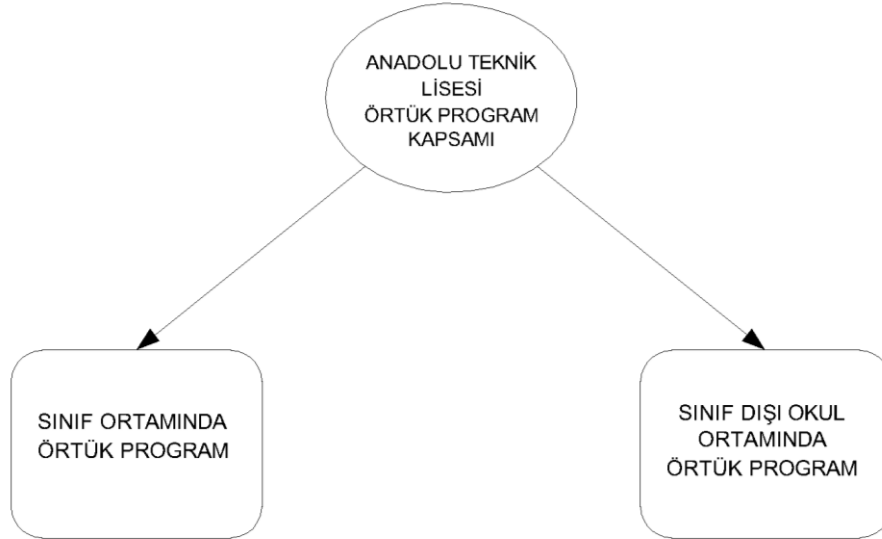 ANADOLU TEKNİK
LİSESİ
ÖRTÜK PROGRAM
KAPSAMI
SINIF ORTAMINDA
ÖRTÜK PROGRAM
SINIF DIŞI OKUL
ORTAMINDA
ÖRTÜK PROGRAM